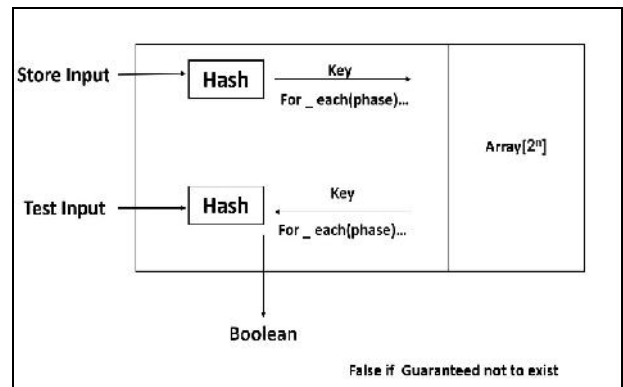 Store Input
Hash
Key
For _ each(phase)...
Array[2ⁿ]
Test Input
Hash
Key
For _ each(phase)...
Boolean
False if Guaranteed not to exist